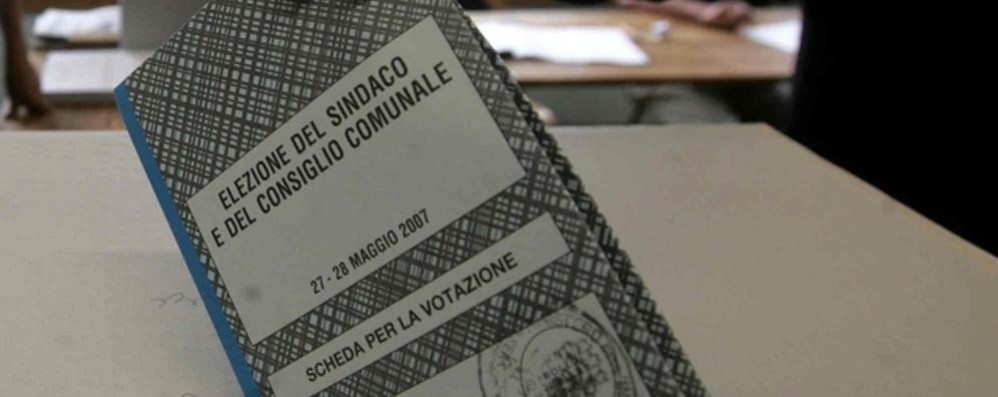 ELEZIONE DEL SINDACO
E DEL CONSIGLIO COMUNALE
27 - 28 MAGGIO 2007
SCHEDA PER LA VOTAZIONE